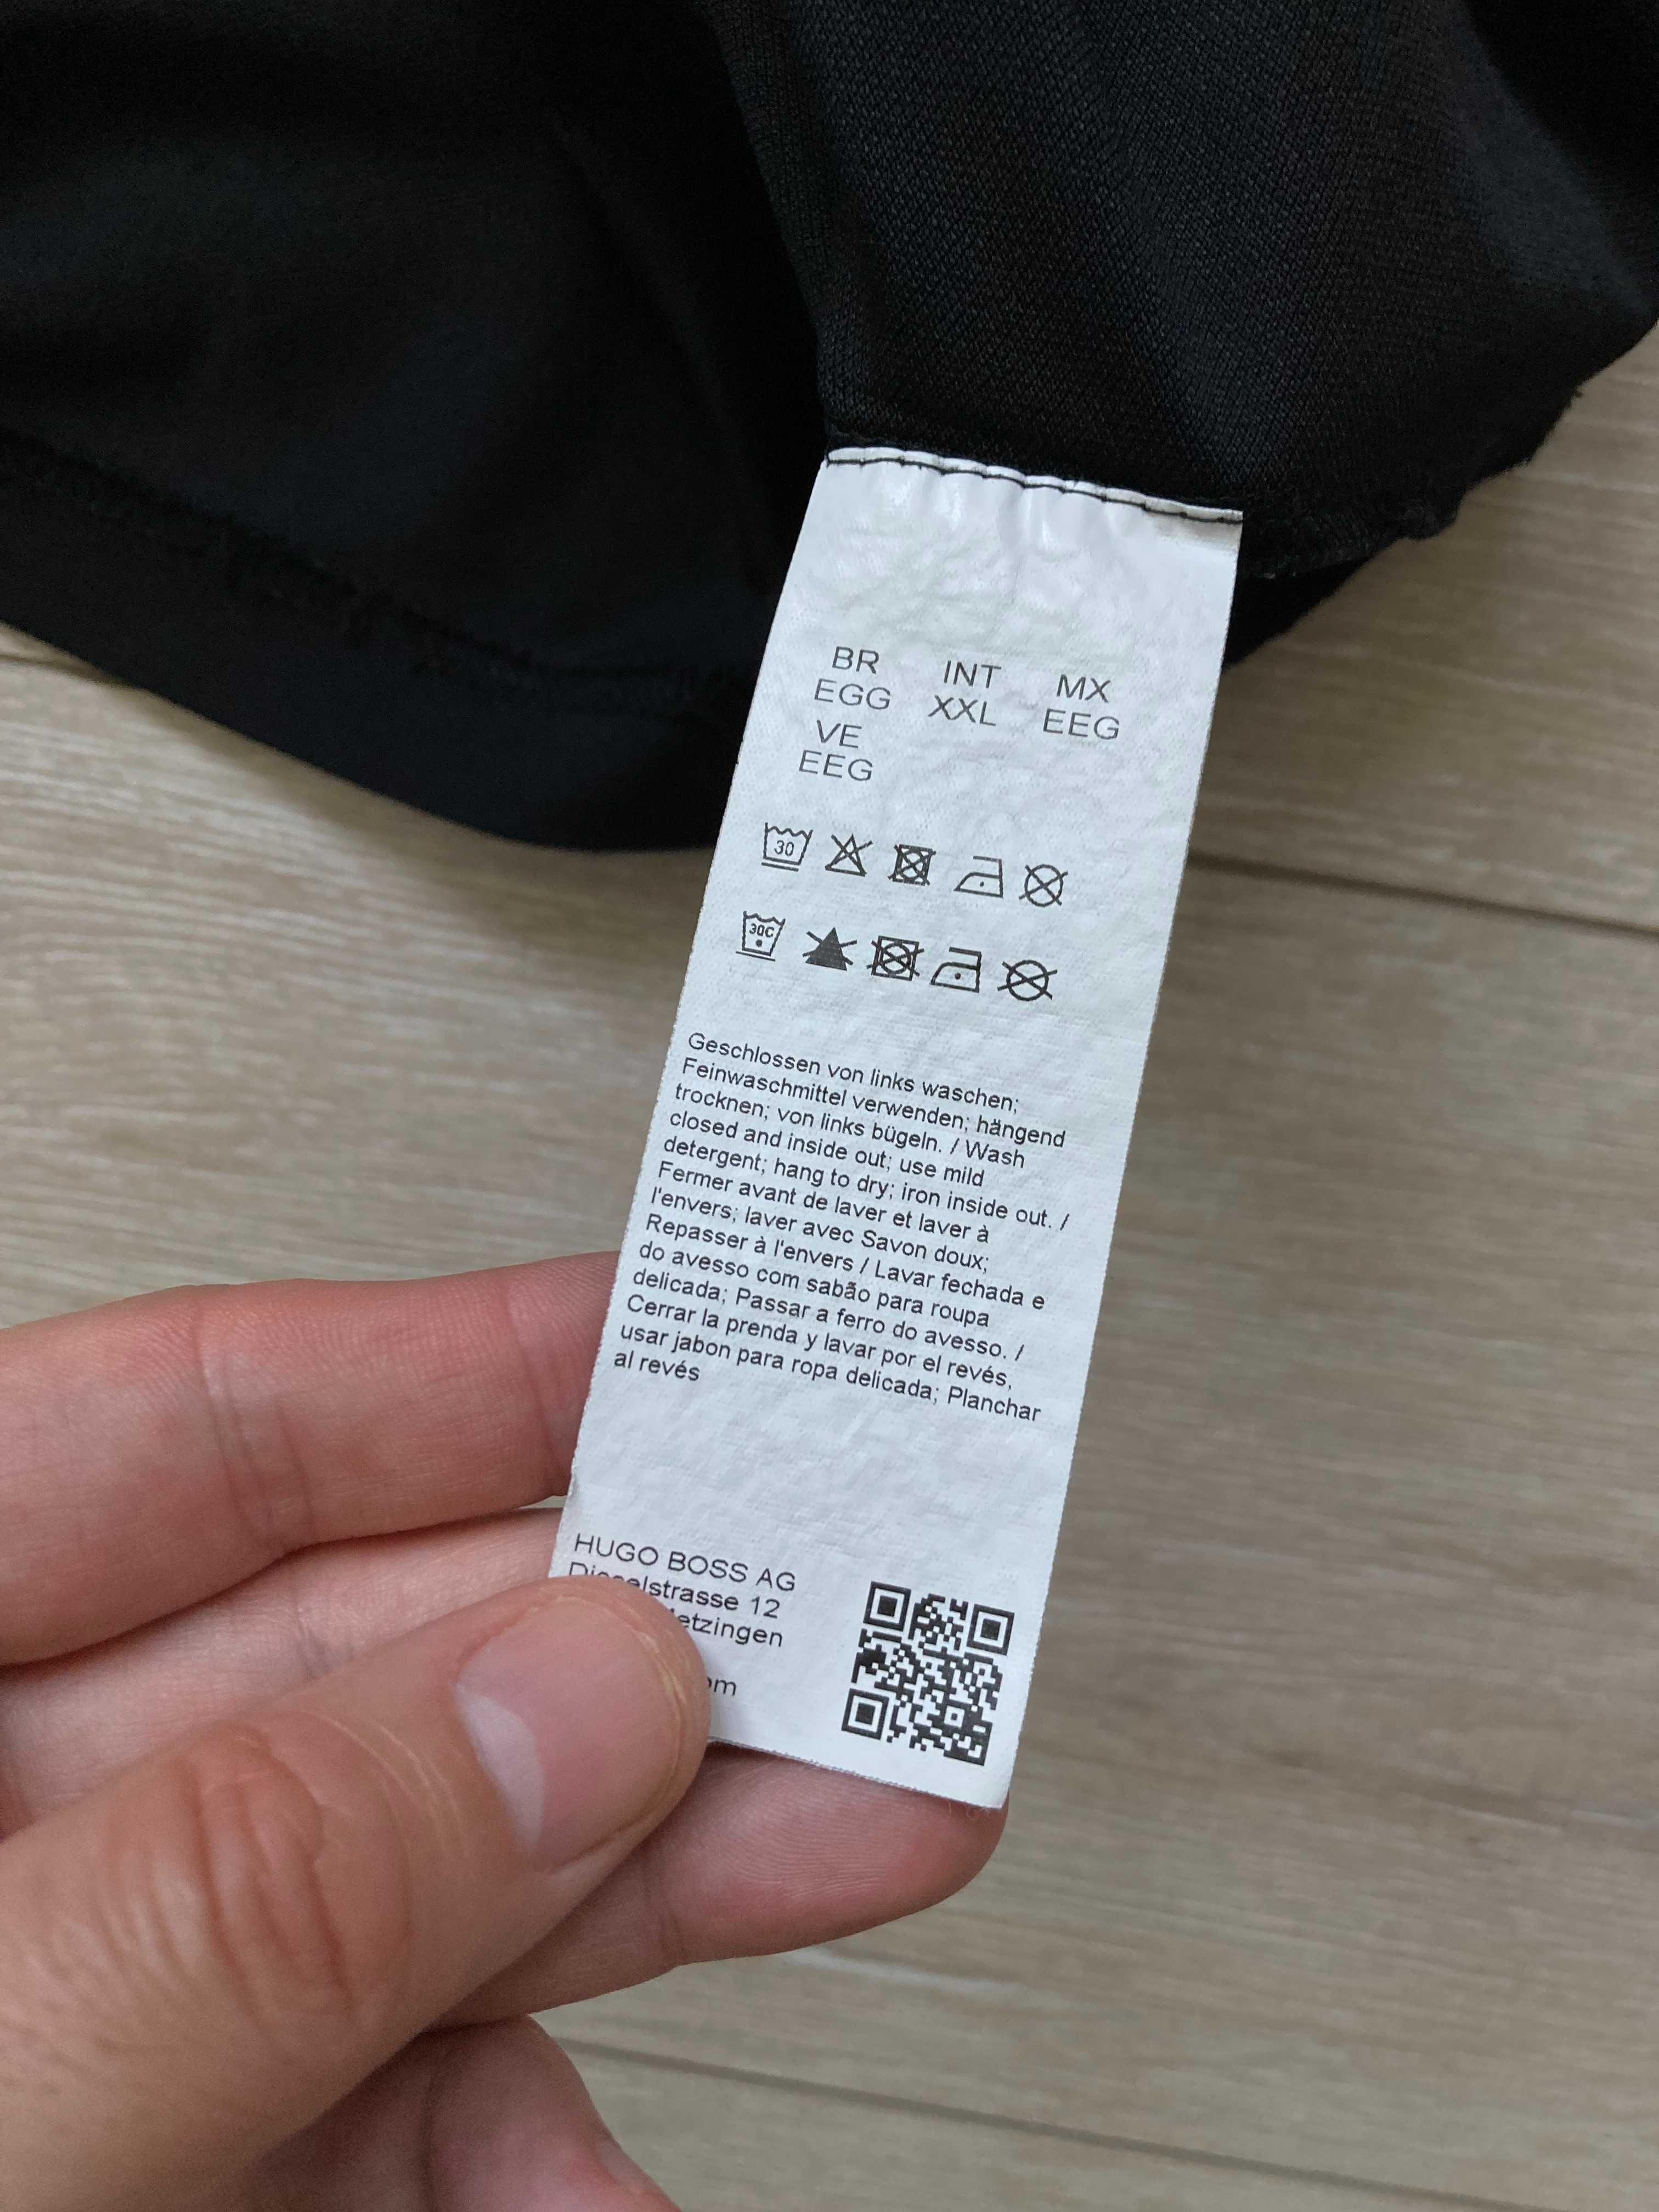 BR INT MX
EGG XXL EEG
VE
EEG
30
30C
Geschlossen von links waschen;
Feinwaschmittel verwenden; hängend
trocknen; von links bügeln. / Wash
closed and inside out; use mild
detergent; hang to dry; iron inside out. /
Fermer avant de laver et laver à
l'envers; laver avec Savon doux;
Repasser à l'envers / Lavar fechada e
do avesso com sabão para roupa
delicada; Passar a ferro do avesso. /
Cerrar la prenda y lavar por el revés,
usar jabon para ropa delicada; Planchar
al revés
HUGO BOSS AG
12